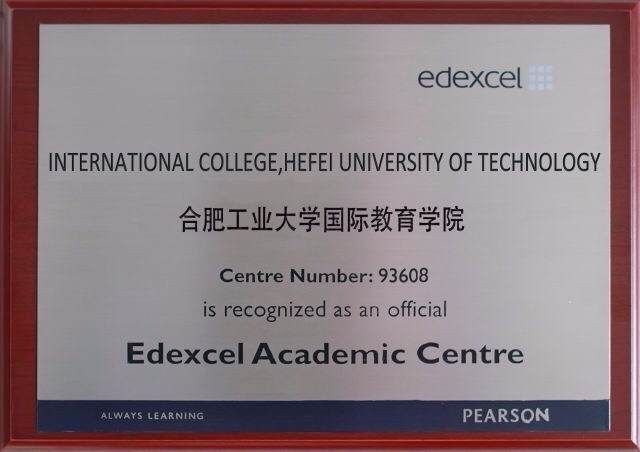 edexcel
INTERNATIONAL COLLEGE,HEFEI UNIVERSITY OF TECHNOLOGY
合肥工业大学国际教育学院
Centre Number: 93608
is recognized as an official
Edexcel Academic Centre
ALWAYS LEARNING PEARSON